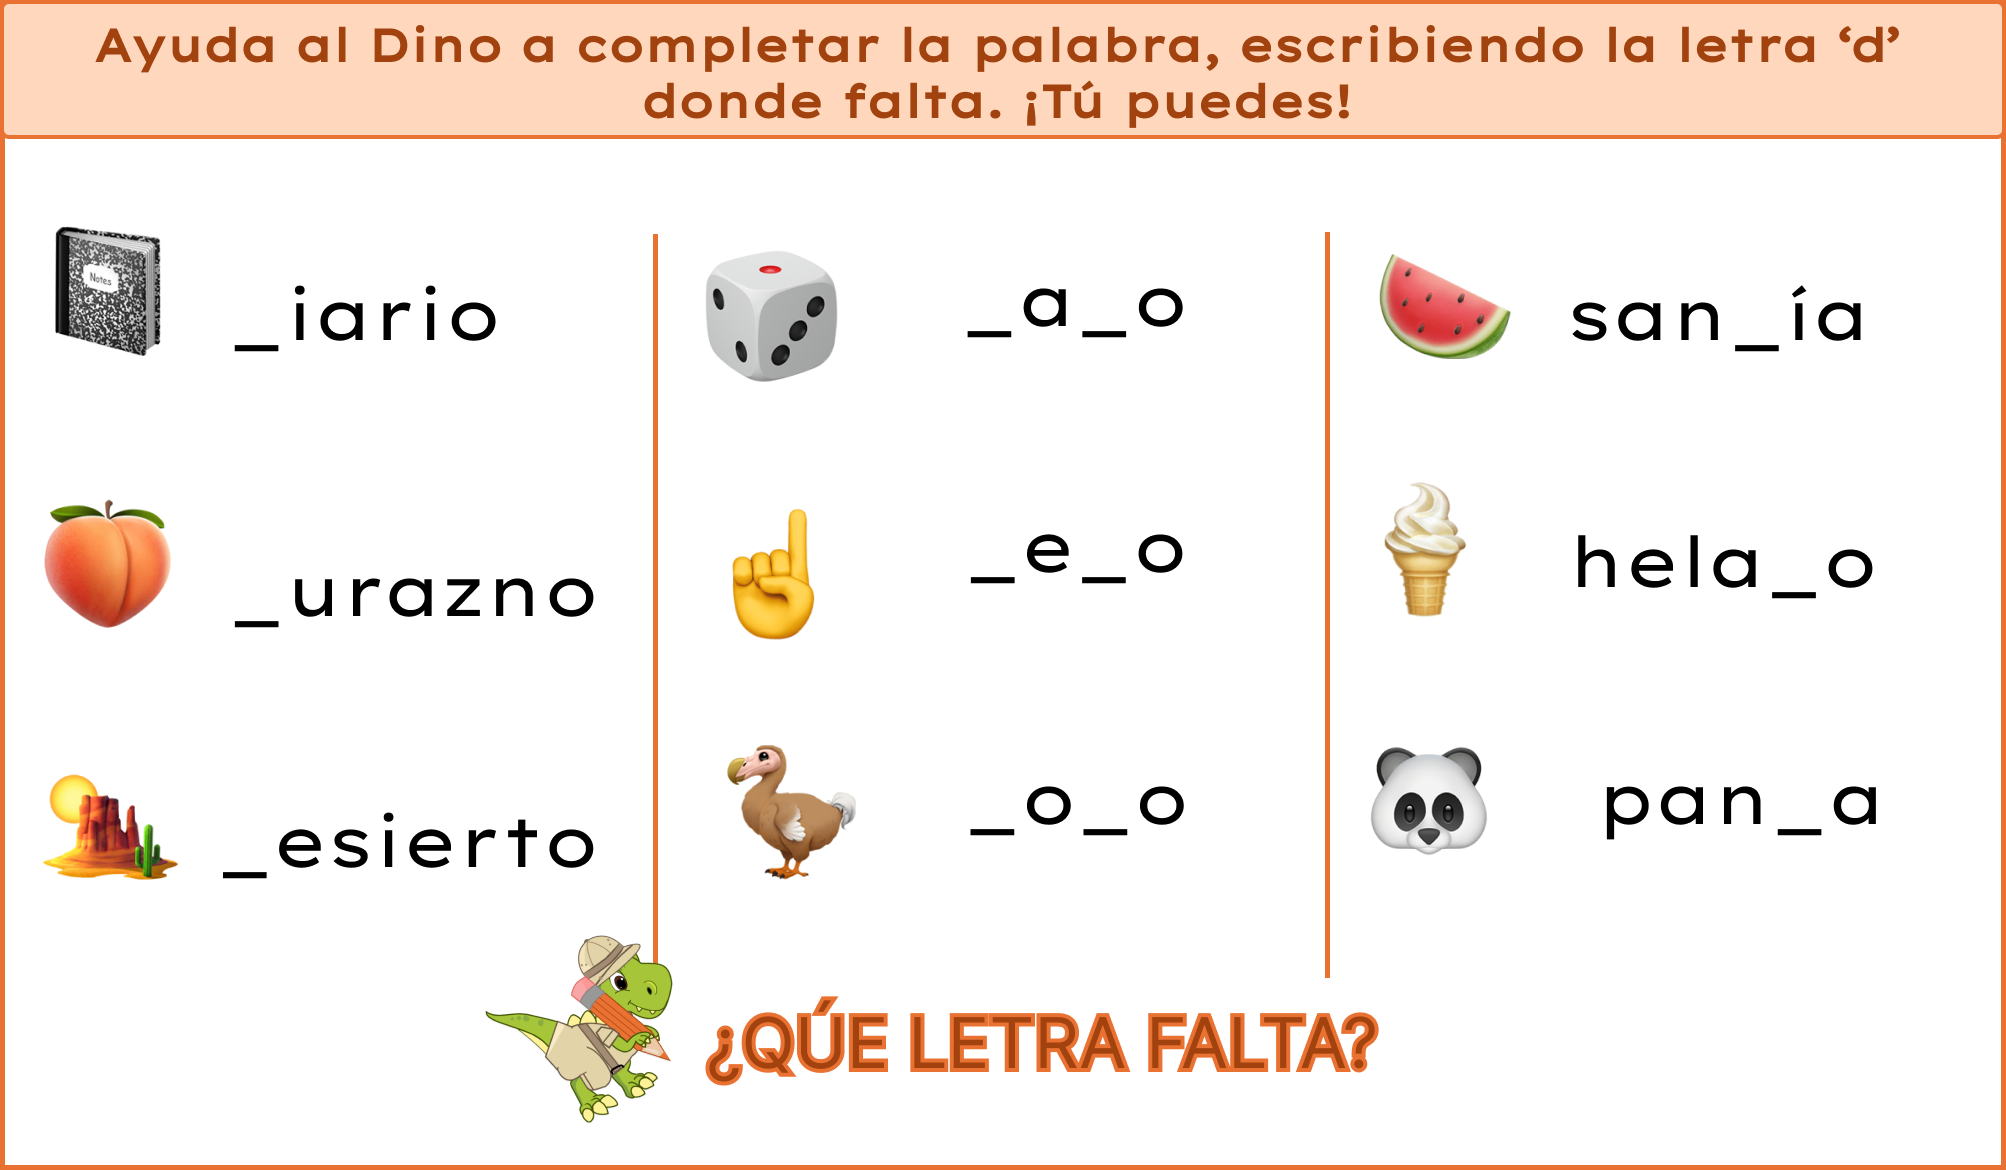 Ayuda al Dino a completar la palabra, escribiendo la letra ‘d’
donde falta. ¡Tú puedes!
Notes
_iario
_urazno
_esierto
_a_o
_e_o
_o_o
san_ía
hela_o
pan_a
¿QÚE LETRA FALTA?